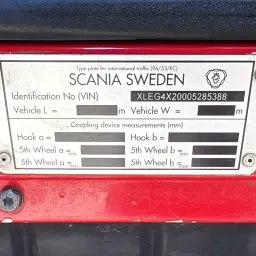 Type plate for international traffic (96/53/EC)
SCANIA SWEDEN
Identification No (VIN) XLEG4X20005285388
Vehicle L = m Vehicle W = m
Coupling device measurements (mm)
Hook a = Hook b =
5th Wheel a = 5th Wheel b =
5th Wheel a = 5th Wheel b =